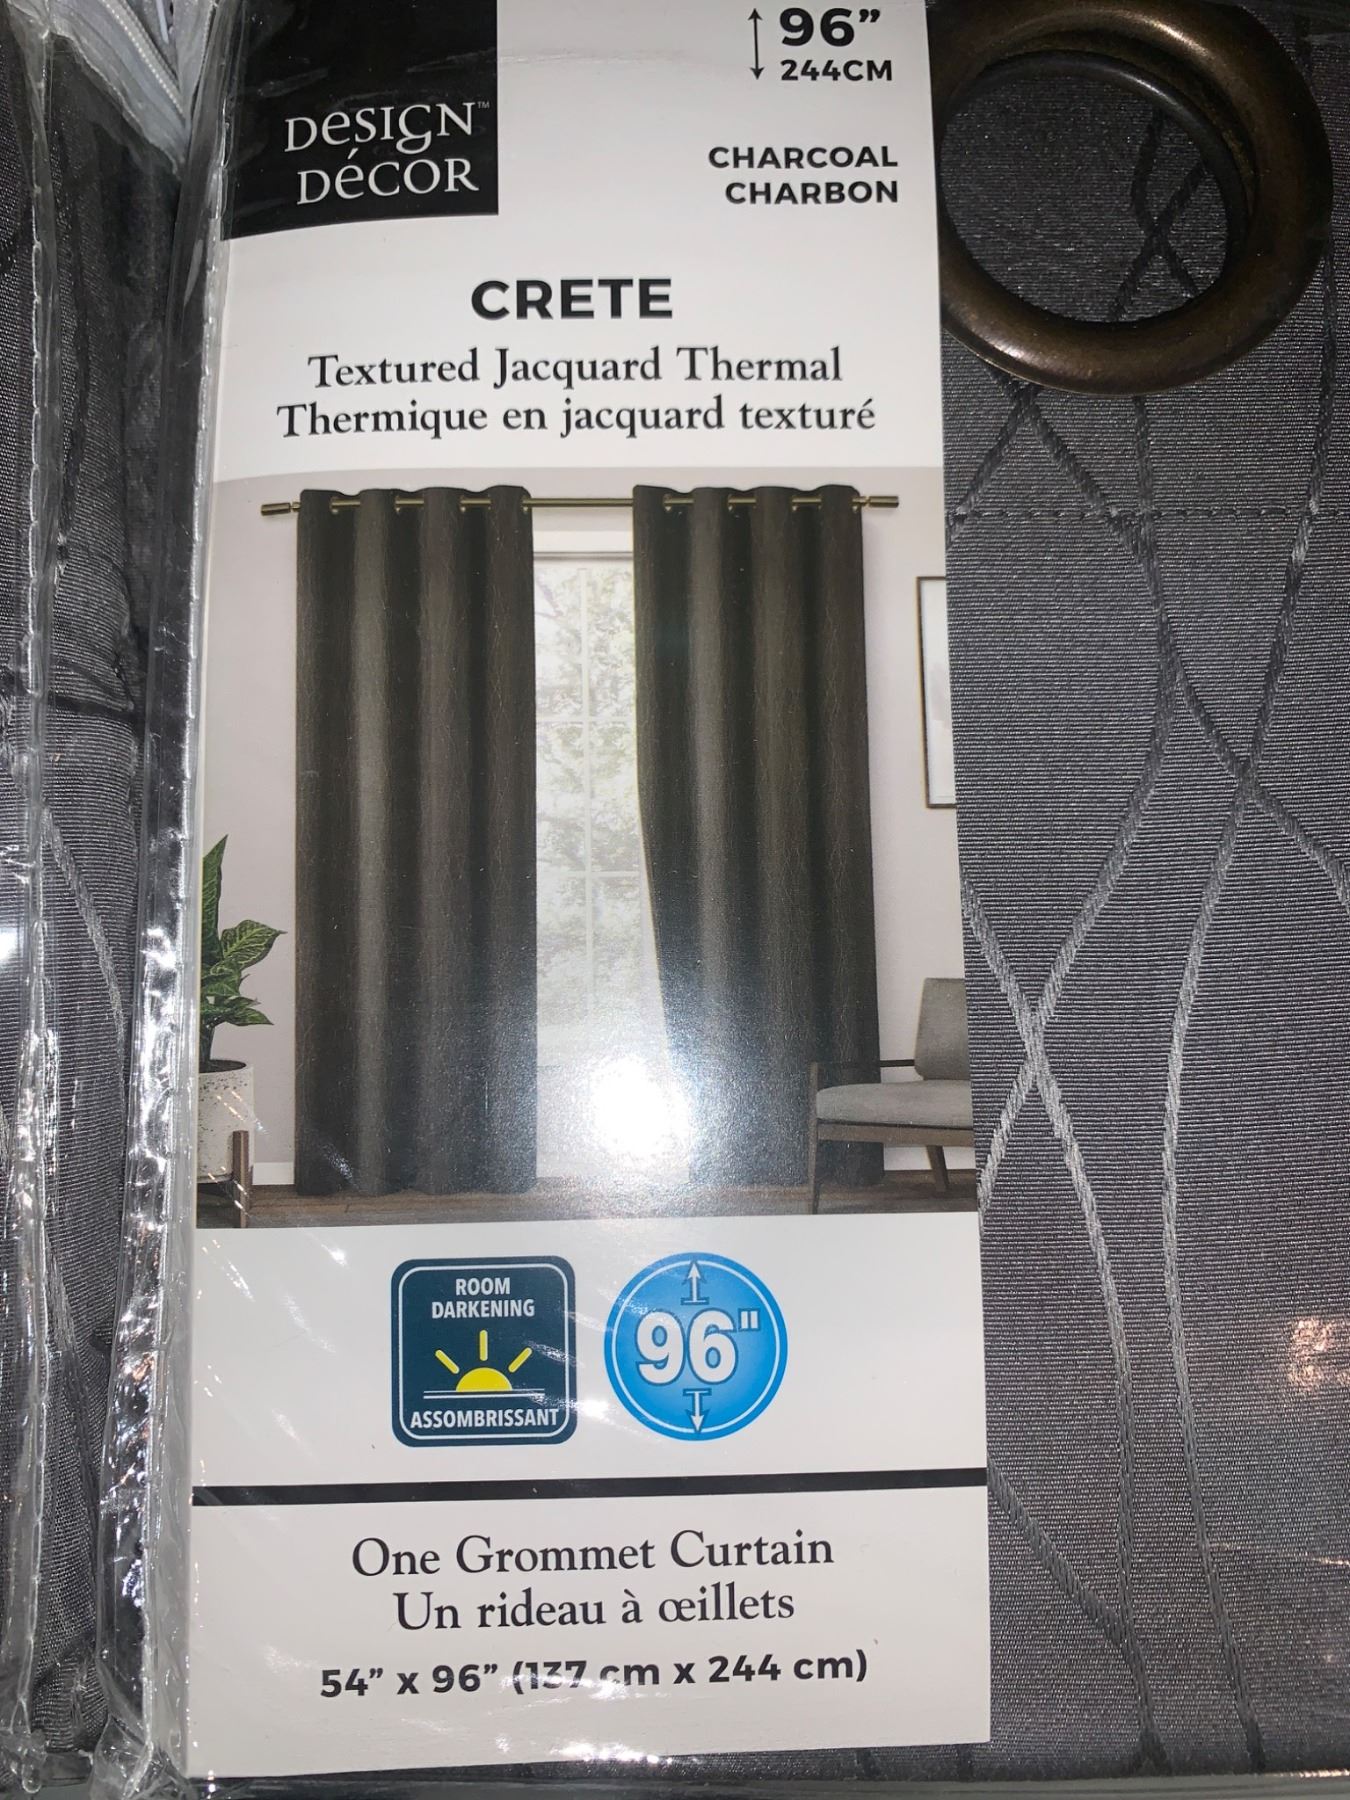 DESIGN™
DÉCOR
96”
244CM
CHARCOAL
CHARBON
CRETE
Textured Jacquard Thermal
Thermique en jacquard texturé
ROOM
DARKENING
ASSOMBRISSANT
96"
One Grommet Curtain
Un rideau à œillets
54” x 96” (137 cm x 244 cm)